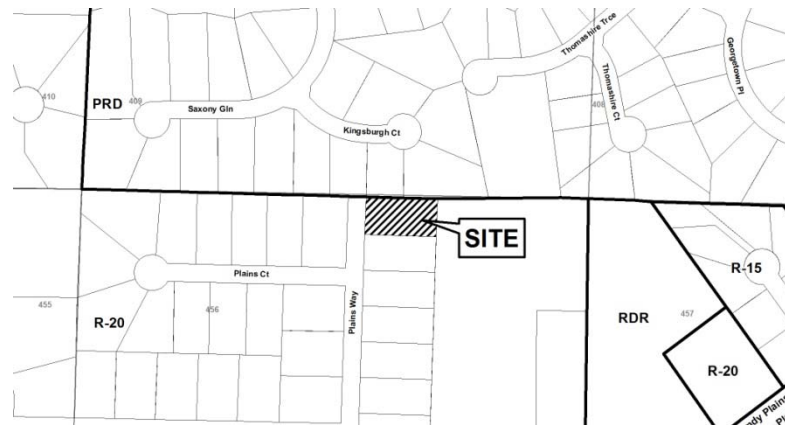 Thomashire Trce
Georgetown Pl
410
PRD
409
408
Saxony Gln
Thomashire Ct
Kingsburgh Ct
SITE
Plains Ct
R-15
455
456
Plains Way
457
R-20
RDR
R-20